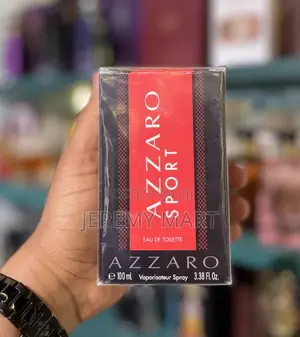 AZZARO
SPORT
JEREMY MART
EAU DE TOILETTE
AZZARO
e 100 mL Vaporisateur Spray 3.38 Fl. Oz.